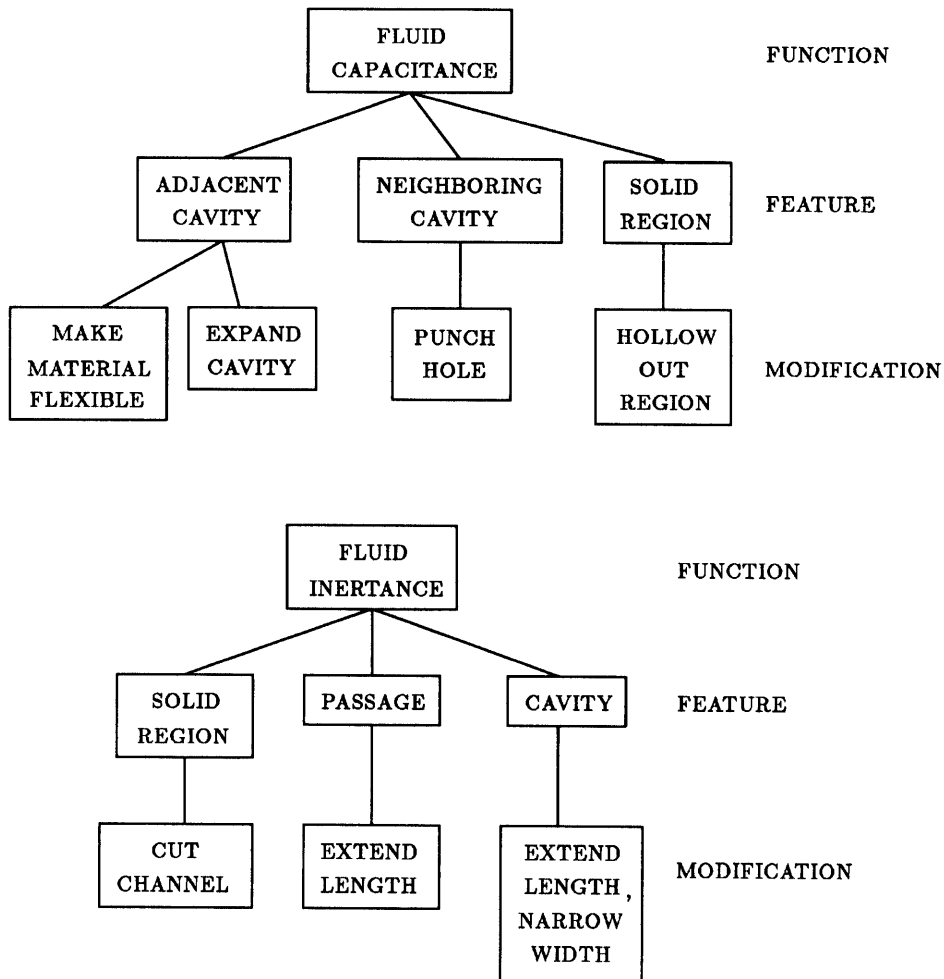 FLUID
CAPACITANCE
FUNCTION
ADJACENT
CAVITY
NEIGHBORING
CAVITY
SOLID
REGION
FEATURE
MAKE
MATERIAL
FLEXIBLE
EXPAND
CAVITY
PUNCH
HOLE
HOLLOW
OUT
REGION
MODIFICATION
FLUID
INERTANCE
FUNCTION
SOLID
REGION
PASSAGE
CAVITY
FEATURE
CUT
CHANNEL
EXTEND
LENGTH
EXTEND
LENGTH,
NARROW
WIDTH
MODIFICATION